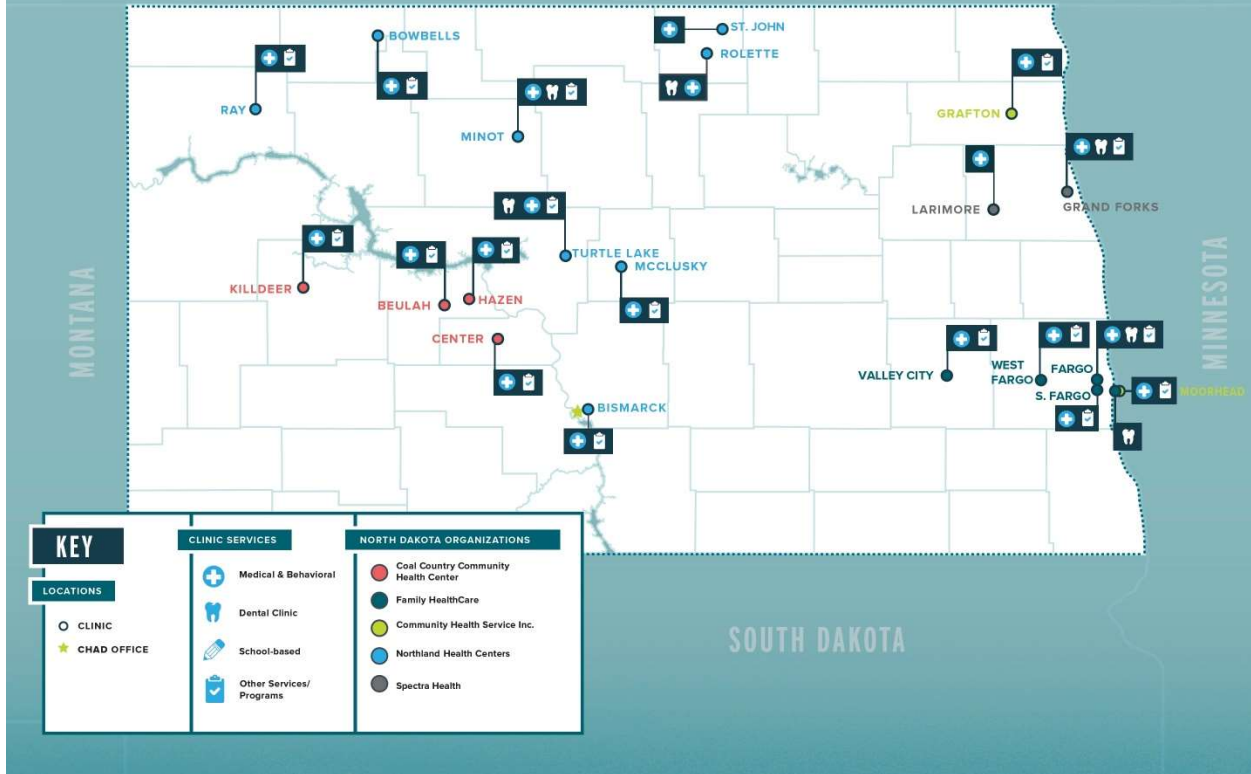 BOWBELLS
ST. JOHN
ROLETTE
RAY
GRAFTON
MINOT
LARIMORE
GRAND FORKS
MONTANA
MINNESOTA
TURTLE LAKE
MCCLUSKY
KILLDEER
BEULAH
HAZEN
CENTER
VALLEY CITY
WEST
FARGO
FARGO
S. FARGO
MOORHEAD
BISMARCK
KEY
LOCATIONS
CLINIC
CHAD OFFICE
CLINIC SERVICES
Medical & Behavioral
Dental Clinic
School-based
Other Services/
Programs
NORTH DAKOTA ORGANIZATIONS
Coal Country Community
Health Center
Family HealthCare
Community Health Service Inc.
Northland Health Centers
Spectra Health
SOUTH DAKOTA